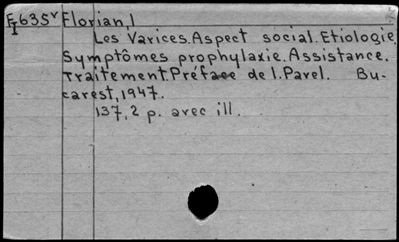 F635v Florian, I
I
Les Varices. Aspect social. Etiologie.
Symptômes prophylaxie. Assistance.
Traitement. Préface de I. Pavel. Bu-
carest, 1947.
137, 2 p. avec ill.